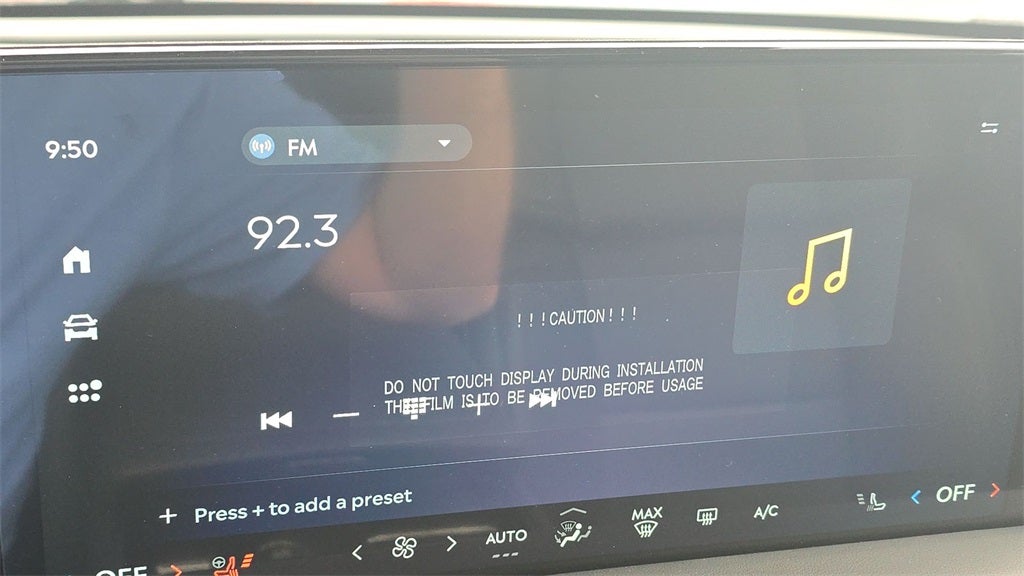 9:50
FM
92.3
!!!CAUTION!!!
DO NOT TOUCH DISPLAY DURING INSTALLATION
THE FILM IS TO BE REMOVED BEFORE USAGE
+ Press + to add a preset
OFF
AUTO
MAX
A/C
OFF